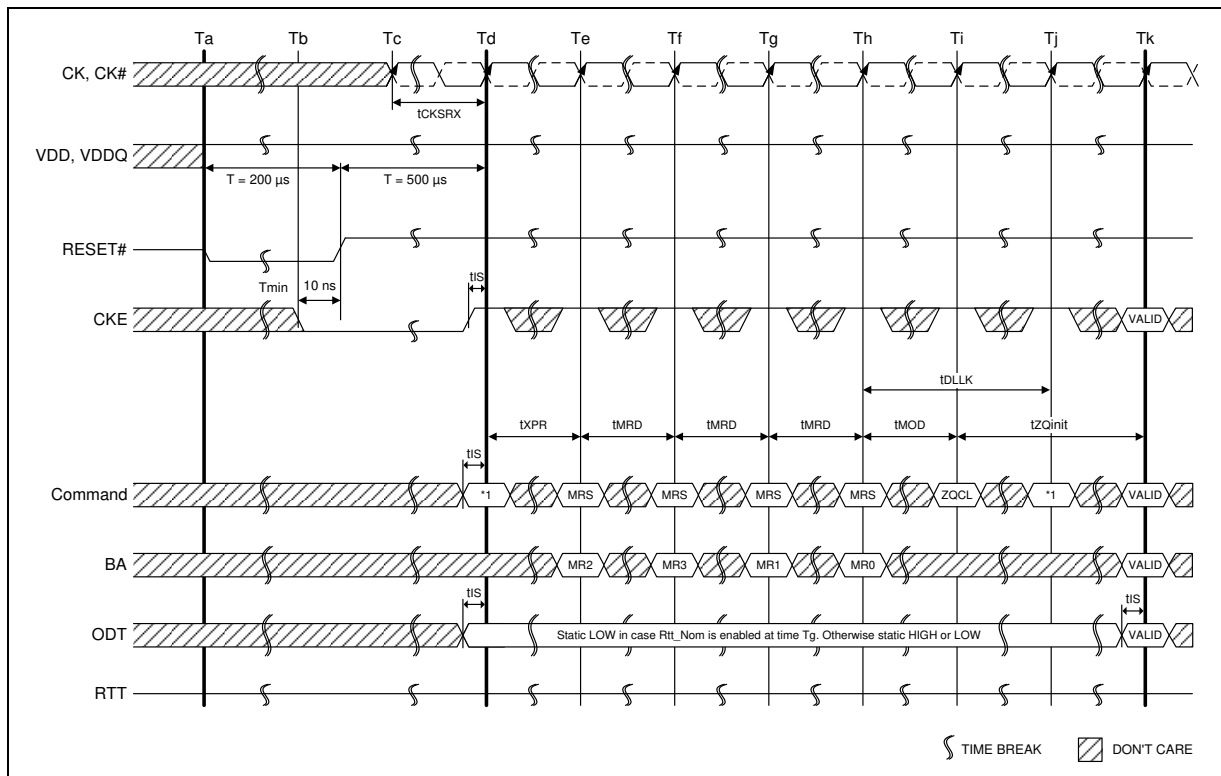 Ta Tb Tc Td Te Tf Tg Th Ti Tj Tk
CK, CK#
tCKSRX
VDD, VDDQ
T = 200 µs T = 500 µs
RESET#
Tmin 10 ns tIS
CKE VALID
tDLLK
tXPR tMRD tMRD tMRD tMOD tZQinit
tIS
Command *1 MRS MRS MRS MRS ZQCL *1 VALID
BA MR2 MR3 MR1 MR0 VALID
tIS tIS
ODT Static LOW in case Rtt_Nom is enabled at time Tg. Otherwise static HIGH or LOW VALID
RTT
TIME BREAK DON'T CARE